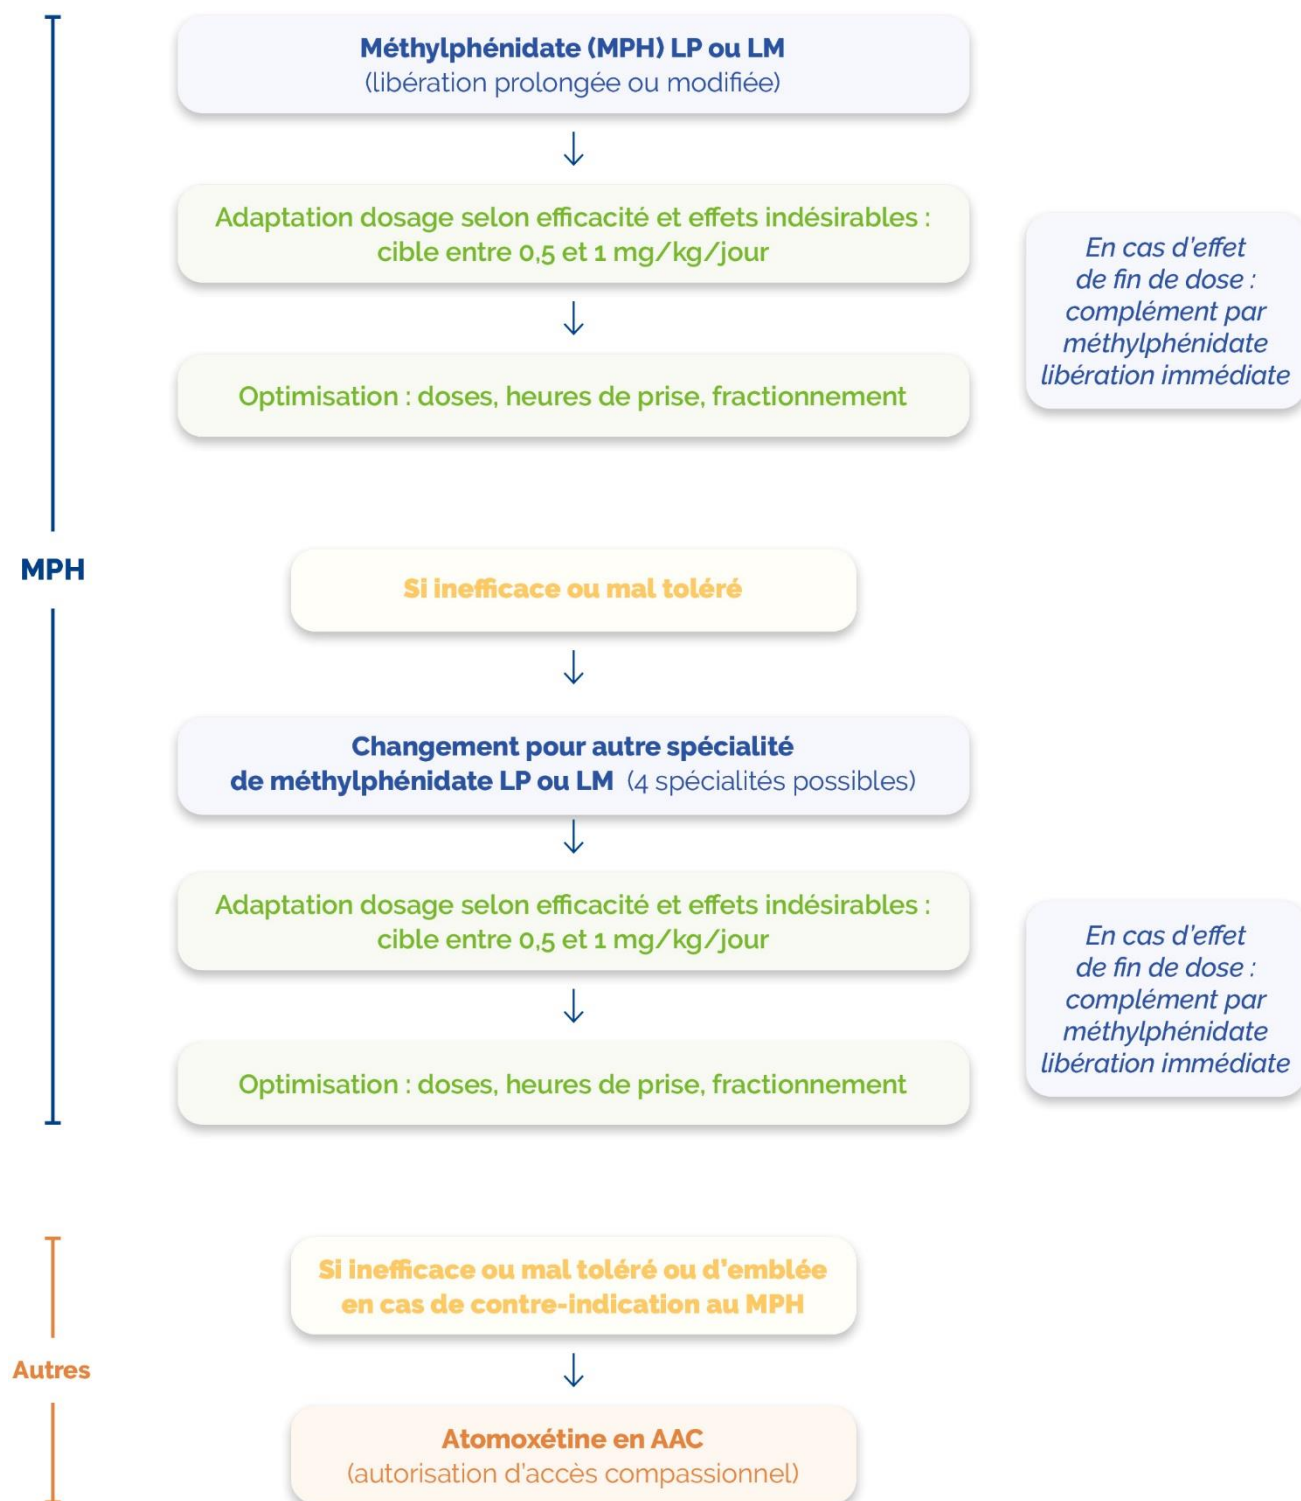 Méthylphénidate (MPH) LP ou LM
(libération prolongée ou modifiée)
Adaptation dosage selon efficacité et effets indésirables :
cible entre 0,5 et 1 mg/kg/jour
En cas d'effet
de fin de dose :
complément par
méthylphénidate
libération immédiate
Optimisation : doses, heures de prise, fractionnement
MPH
Si inefficace ou mal toléré
Changement pour autre spécialité
de méthylphénidate LP ou LM (4 spécialités possibles)
Adaptation dosage selon efficacité et effets indésirables :
cible entre 0,5 et 1 mg/kg/jour
En cas d'effet
de fin de dose :
complément par
méthylphénidate
libération immédiate
Optimisation : doses, heures de prise, fractionnement
Si inefficace ou mal toléré ou d'emblée
en cas de contre-indication au MPH
Autres
Atomoxétine en AAC
(autorisation d'accès compassionnel)